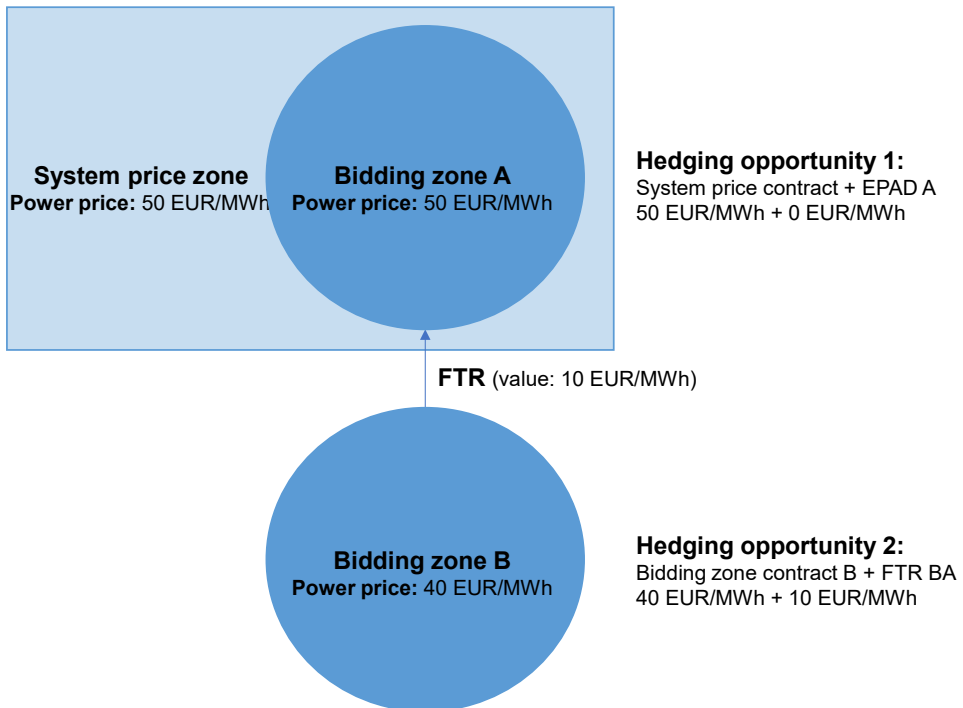 System price zone
Power price: 50 EUR/MWh
Bidding zone A
Power price: 50 EUR/MWh
Hedging opportunity 1:
System price contract + EPAD A
50 EUR/MWh + 0 EUR/MWh
FTR (value: 10 EUR/MWh)
Bidding zone B
Power price: 40 EUR/MWh
Hedging opportunity 2:
Bidding zone contract B + FTR BA
40 EUR/MWh + 10 EUR/MWh